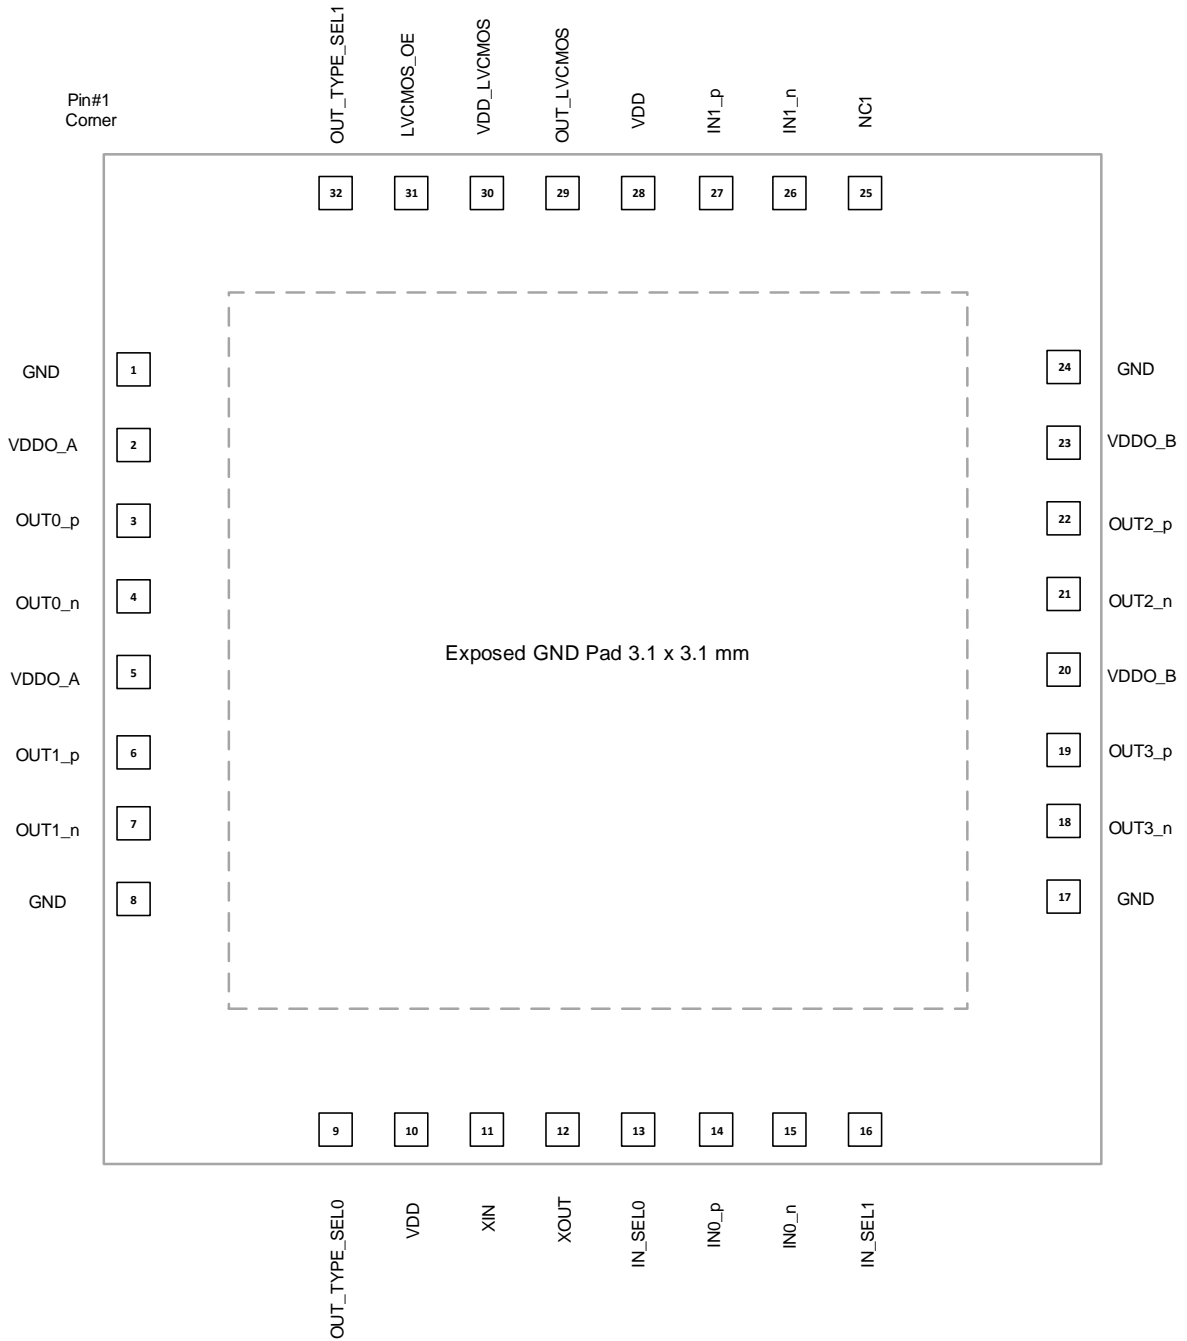 OUT_TYPE_SEL1
LVCMOS_OE
VDD_LVCMOS
OUT_LVCMOS
VDD
IN1_p
IN1_n
NC1
Pin#1
Corner
32
31
30
29
28
27
26
25
GND
1
24
GND
VDDO_A
2
23
VDDO_B
OUT0_p
3
22
OUT2_p
OUT0_n
4
21
OUT2_n
Exposed GND Pad 3.1 x 3.1 mm
VDDO_A
5
20
VDDO_B
OUT1_p
6
19
OUT3_p
OUT1_n
7
18
OUT3_n
GND
8
17
GND
9
10
11
12
13
14
15
16
OUT_TYPE_SEL0
VDD
XIN
XOUT
IN_SEL0
IN0_p
IN0_n
IN_SEL1